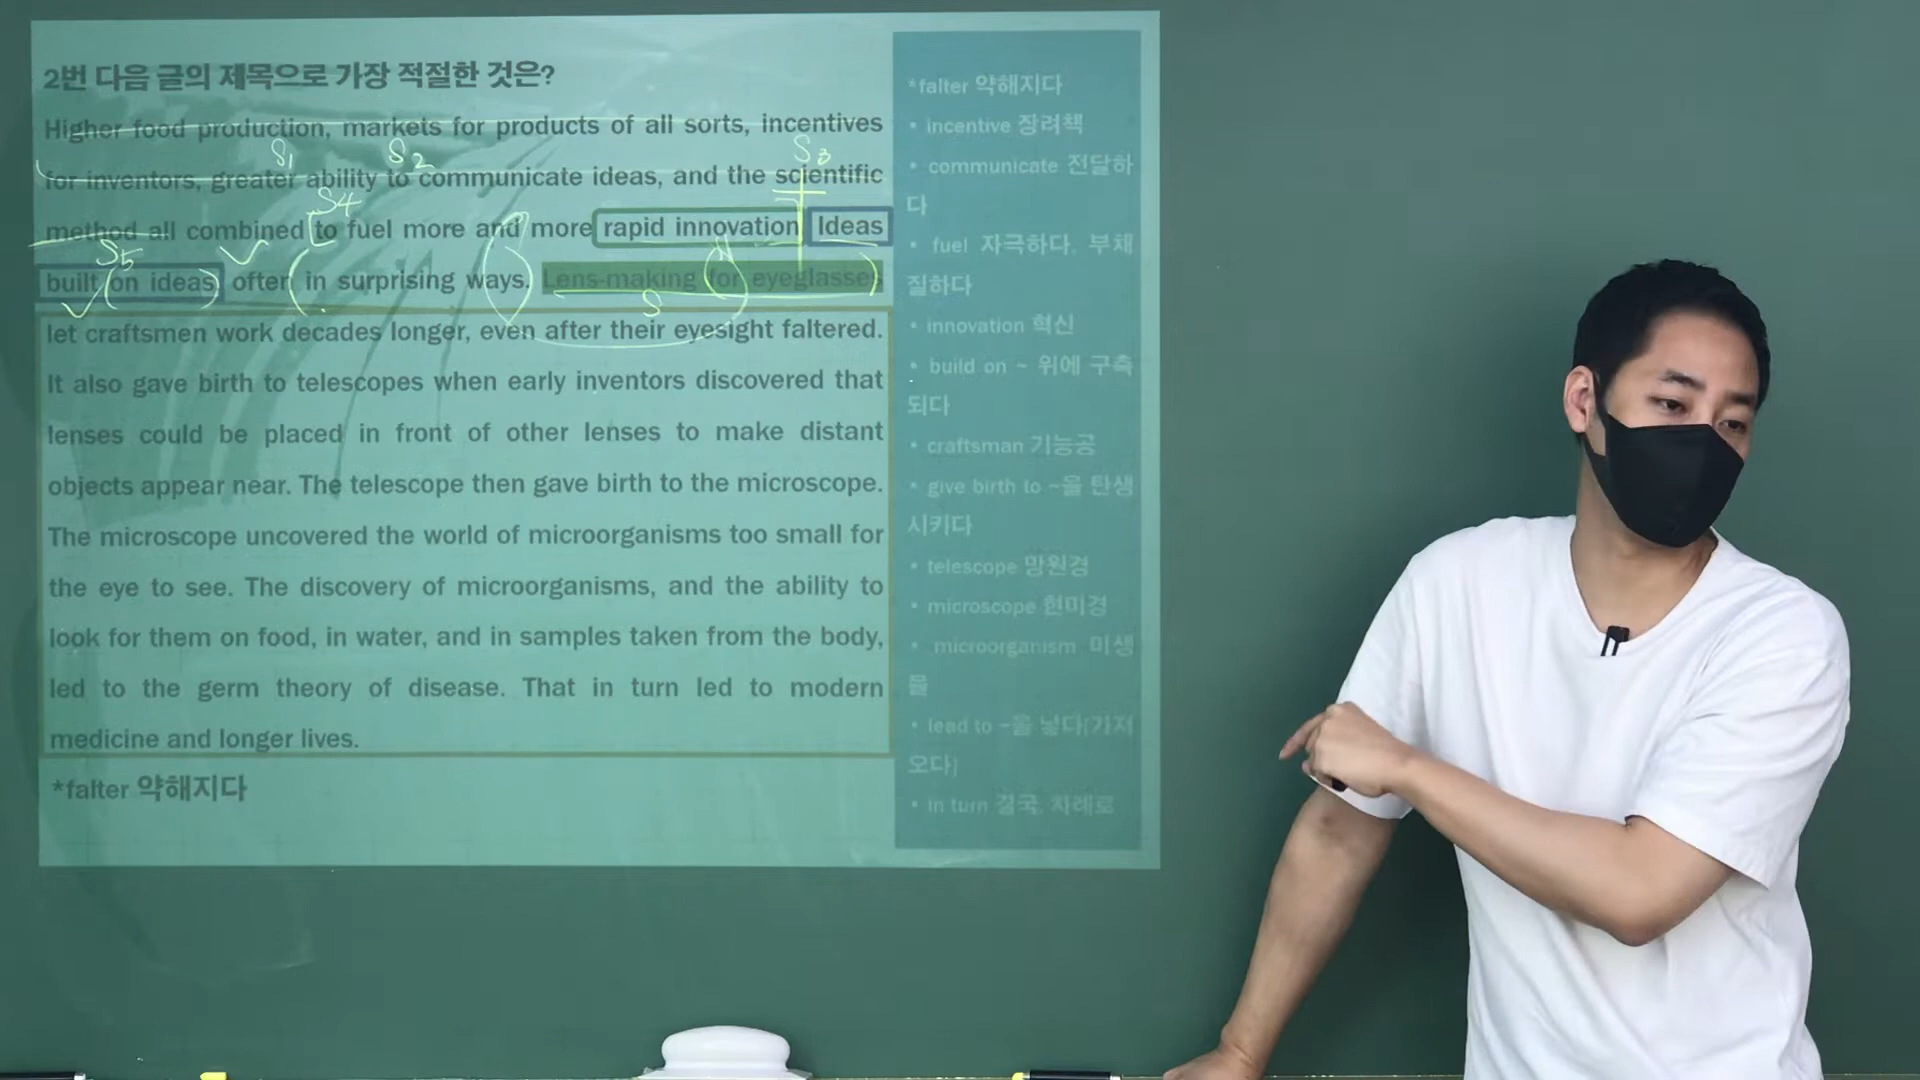 2번 다음 글의 제목으로 가장 적절한 것은?
Higher food production, markets for products of all sorts, incentives
for inventors, greater ability to communicate ideas, and the scientific
method all combined to fuel more and more rapid innovation Ideas
built on ideas often in surprising ways. Lens-making for eyeglasses
let craftsmen work decades longer, even after their eyesight faltered.
It also gave birth to telescopes when early inventors discovered that
lenses could be placed in front of other lenses to make distant
objects appear near. The telescope then gave birth to the microscope.
The microscope uncovered the world of microorganisms too small for
the eye to see. The discovery of microorganisms, and the ability to
look for them on food, in water, and in samples taken from the body,
led to the germ theory of disease. That in turn led to modern
medicine and longer lives.
*falter 약해지다
S1
S2
S3
S4
S5
S
*falter 약해지다
• incentive 장려책
• communicate 전달하
다
• fuel 자극하다, 부채
질하다
• innovation 혁신
• build on ~ 위에 구축
되다
• craftsman 기능공
• give birth to ~을 탄생
시키다
• telescope 망원경
• microscope 현미경
• microorganism 미생
물
• lead to ~을 낳다[가져
오다]
• in turn 결국, 차례로